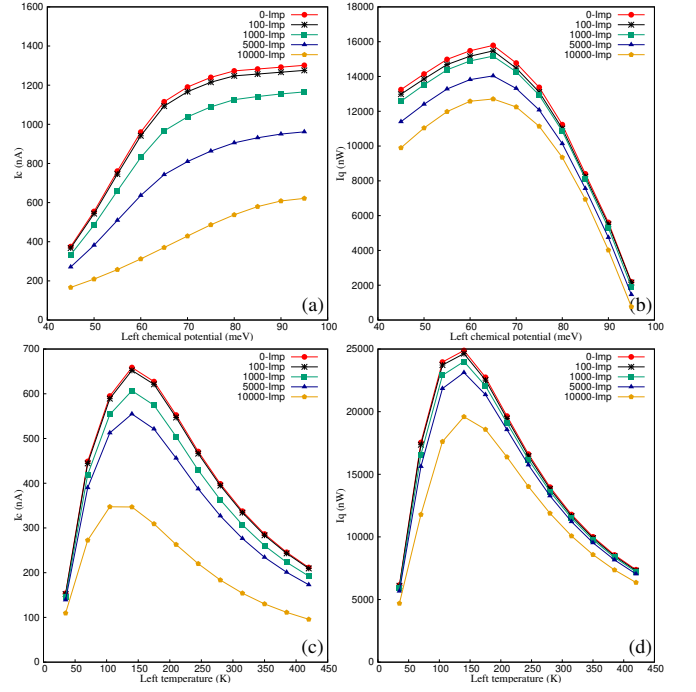 1600
1400
1200
1000
800
600
400
200
0
40 50 60 70 80 90 100
Ic (nA)
Left chemical potential (meV)
0-Imp
100-Imp
1000-Imp
5000-Imp
10000-Imp
(a)
18000
16000
14000
12000
10000
8000
6000
4000
2000
0
40 50 60 70 80 90 100
Iq (nW)
Left chemical potential (meV)
0-Imp
100-Imp
1000-Imp
5000-Imp
10000-Imp
(b)
700
600
500
400
300
200
100
0
0 50 100 150 200 250 300 350 400 450
Ic (nA)
Left temperature (K)
0-Imp
100-Imp
1000-Imp
5000-Imp
10000-Imp
(c)
25000
20000
15000
10000
5000
0
0 50 100 150 200 250 300 350 400 450
Iq (nW)
Left temperature (K)
0-Imp
100-Imp
1000-Imp
5000-Imp
10000-Imp
(d)